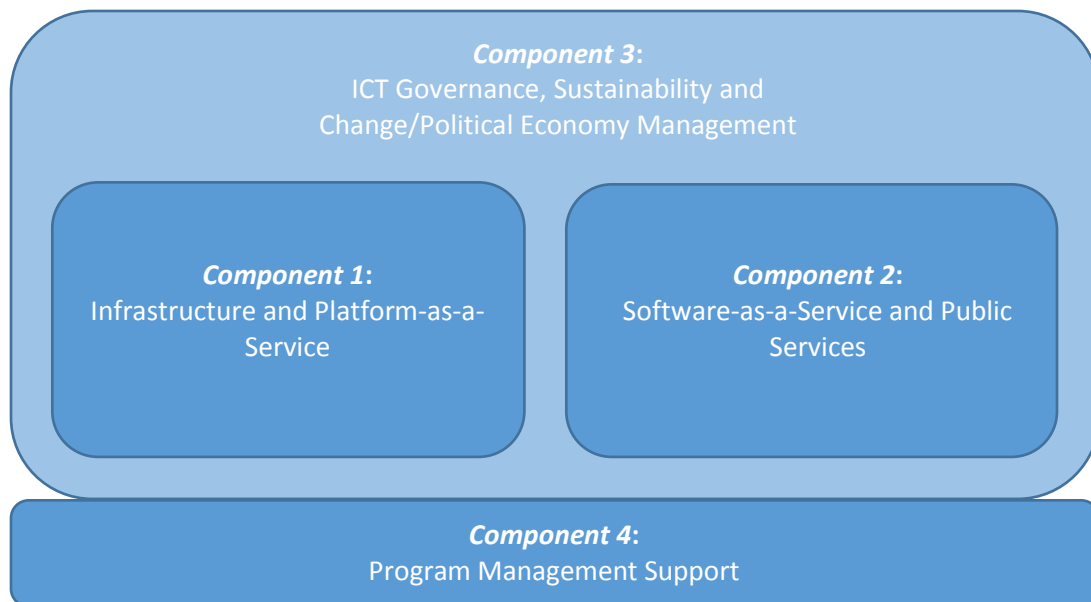 Component 3:
ICT Governance, Sustainability and
Change/Political Economy Management
Component 1:
Infrastructure and Platform-as-a-
Service
Component 2:
Software-as-a-Service and Public
Services
Component 4:
Program Management Support